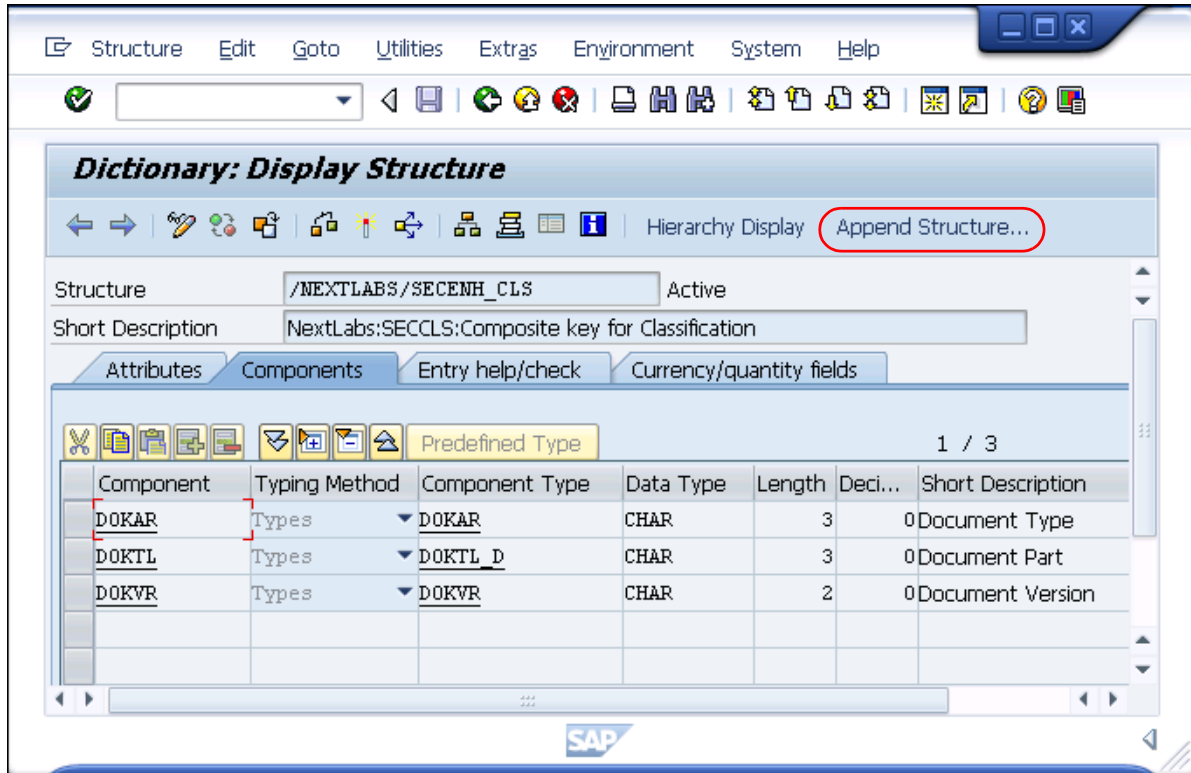 Structure Edit Goto Utilities Extras Environment System Help
Dictionary: Display Structure
Hierarchy Display Append Structure...
Structure /NEXTLABS/SECENH_CLS Active
Short Description NextLabs:SECCLS:Composite key for Classification
Attributes Components Entry help/check Currency/quantity fields
Predefined Type 1 / 3
Component Typing Method Component Type Data Type Length Deci... Short Description
DOKAR Types DOKAR CHAR 3 0 Document Type
DOKTL Types DOKTL_D CHAR 3 0 Document Part
DOKVR Types DOKVR CHAR 2 0 Document Version
SAP